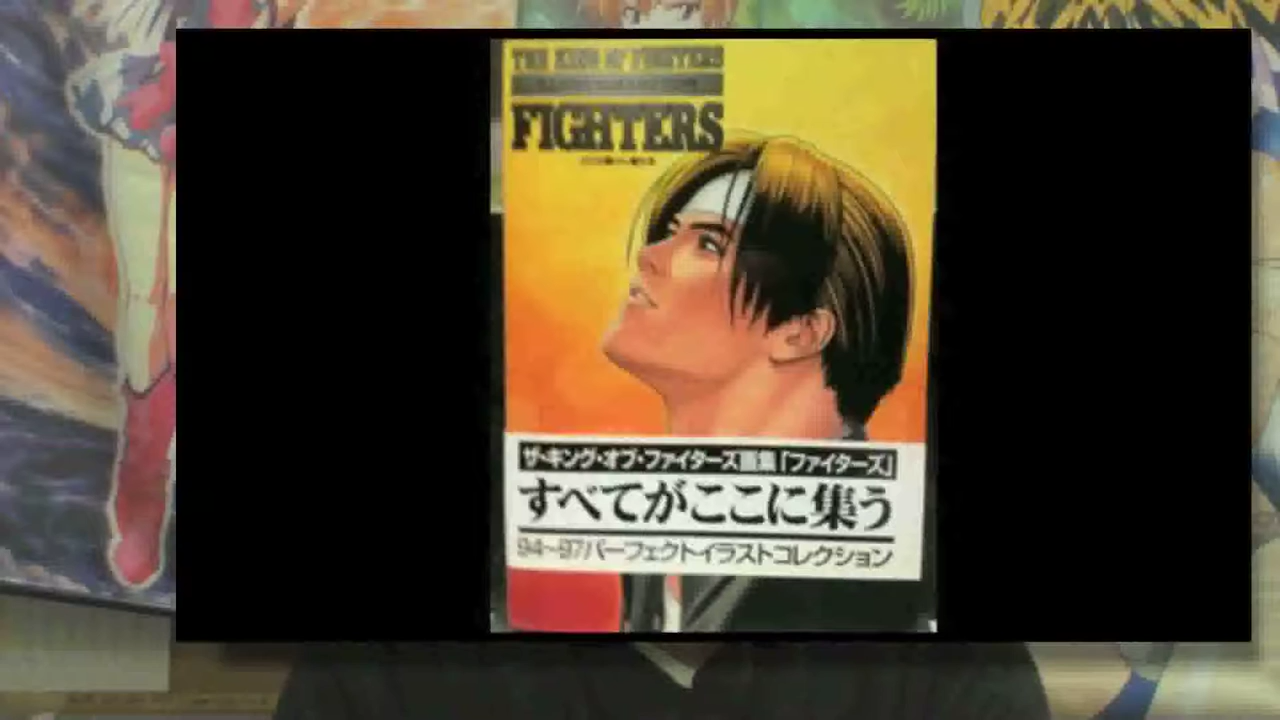 THE KING OF FIGHTERS
FIGHTERS
ザ・キング・オブ・ファイターズ画集「ファイターズ」
すべてがここに集う
94~97パーフェクトイラストコレクション